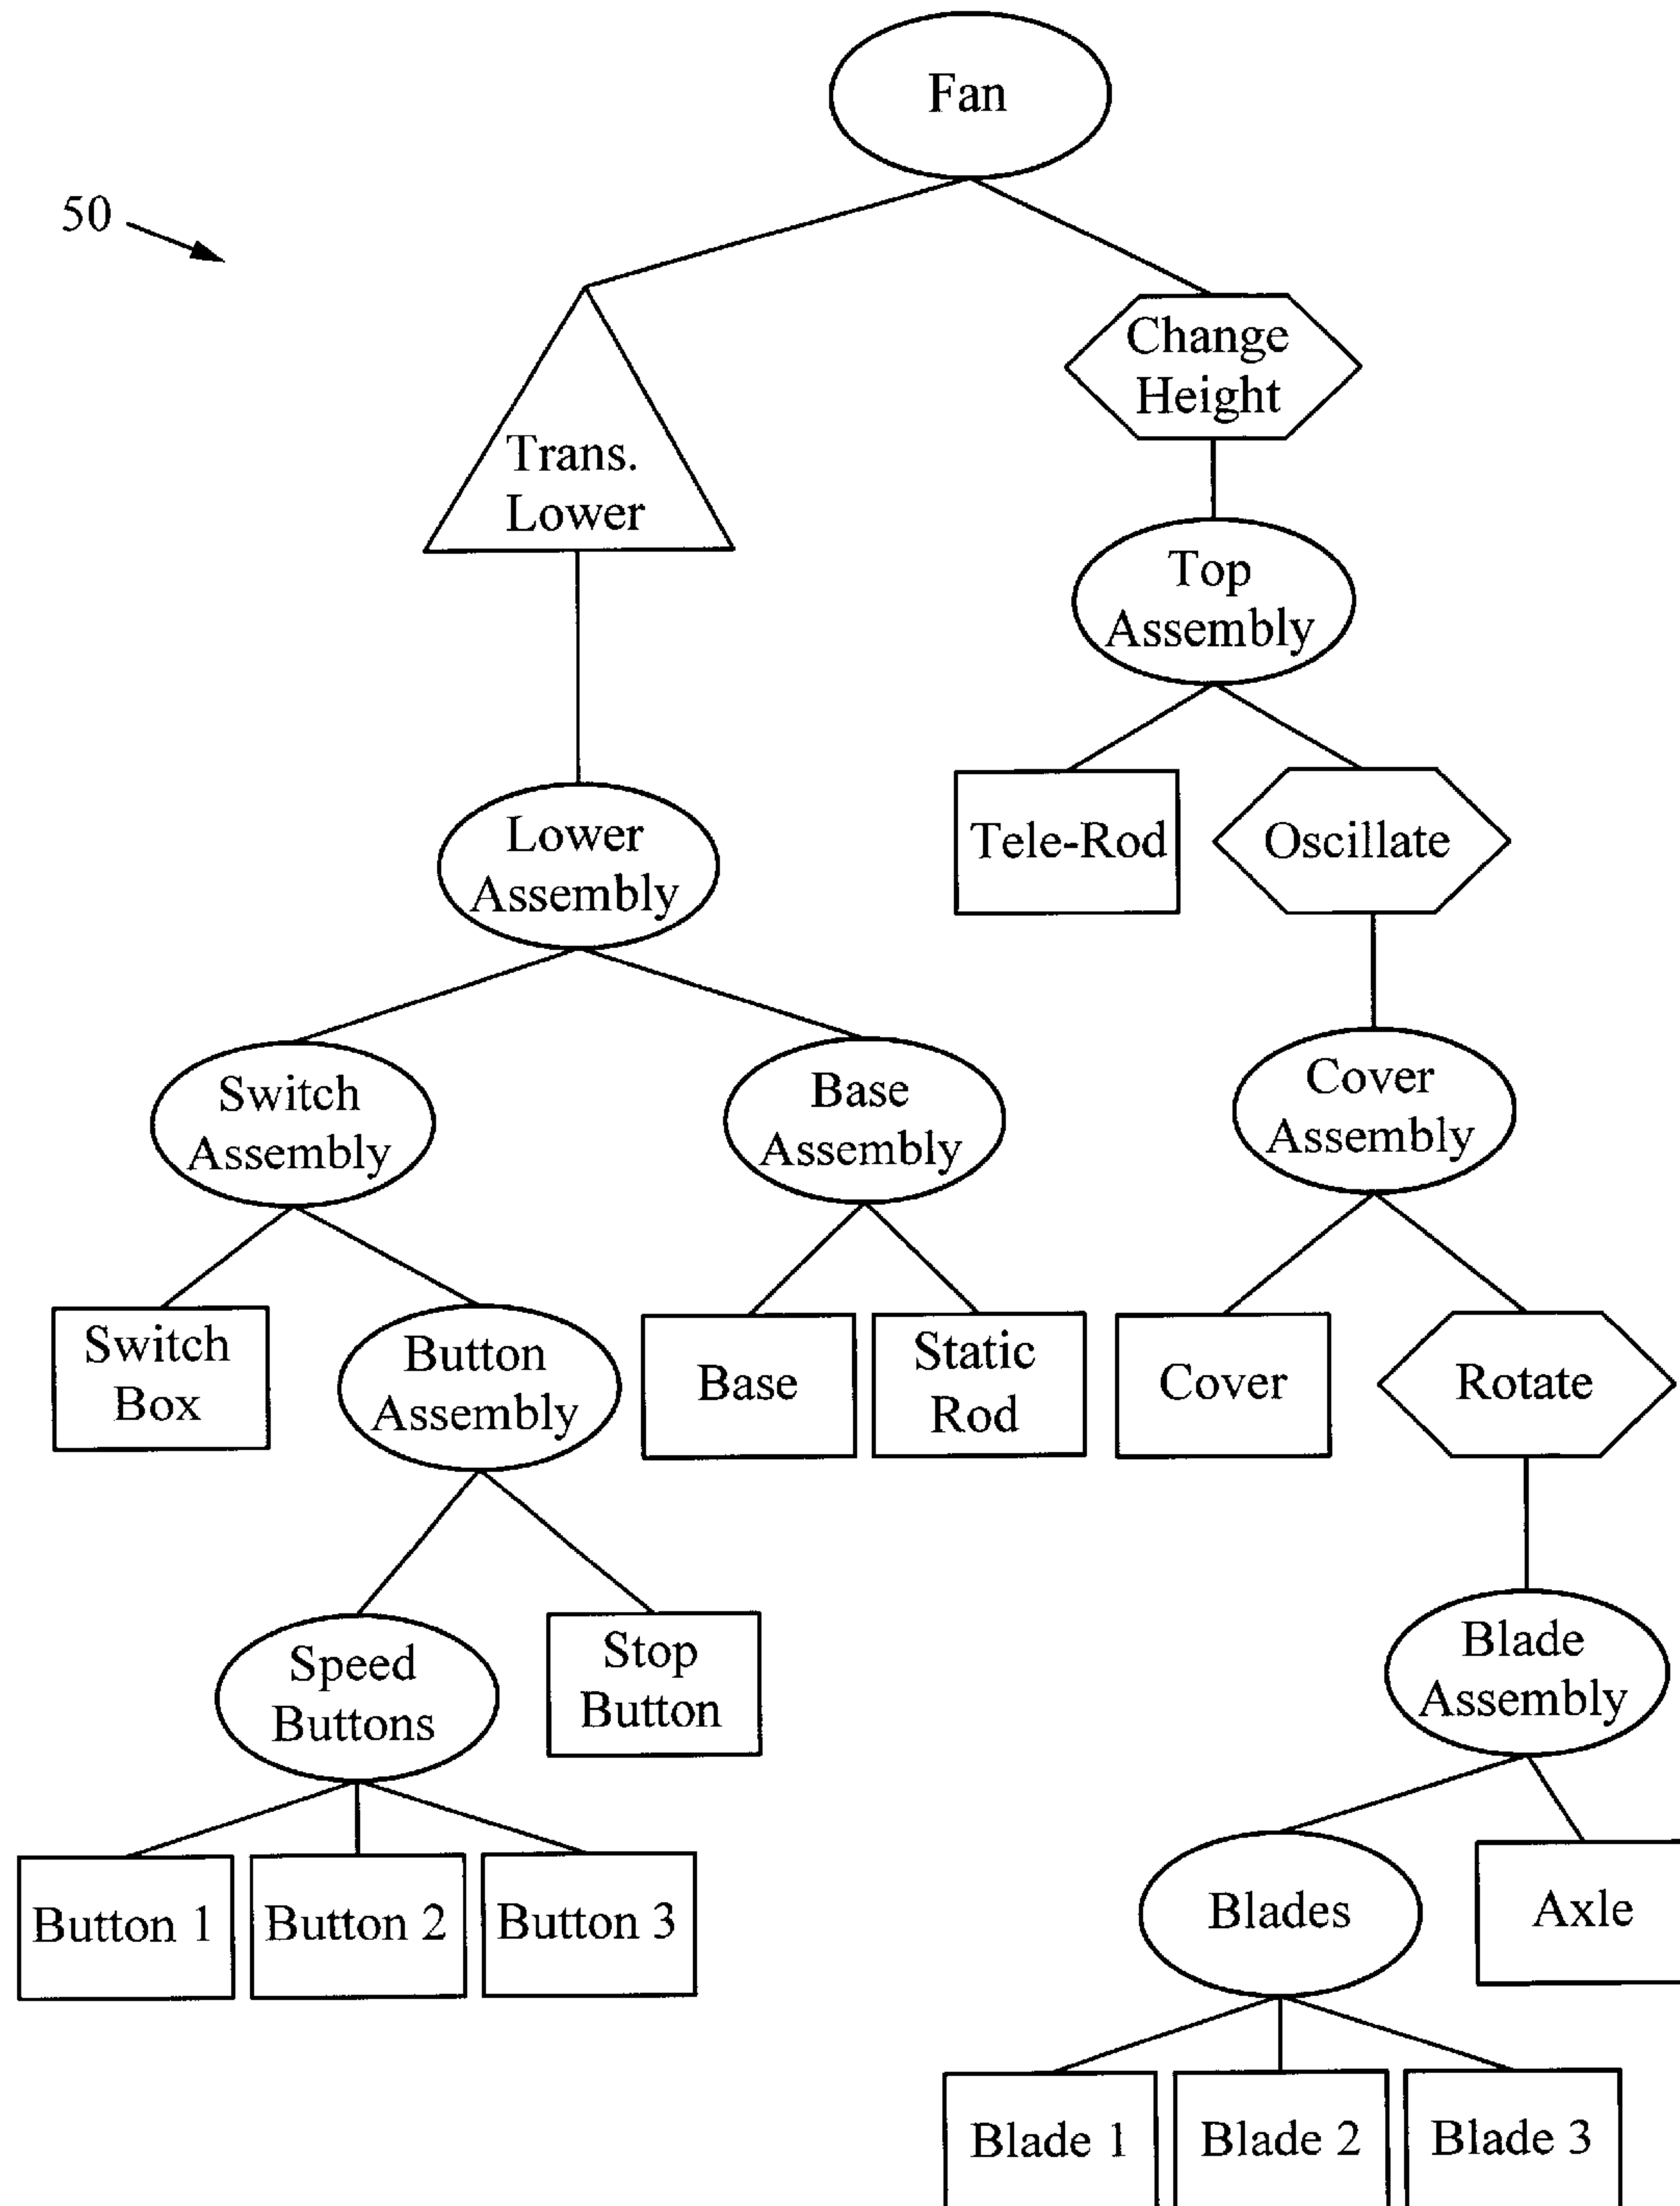 Fan
50
Change
Height
Trans.
Lower
Top
Assembly
Tele-Rod
Oscillate
Lower
Assembly
Switch
Assembly
Base
Assembly
Cover
Assembly
Switch
Box
Button
Assembly
Base
Static
Rod
Cover
Rotate
Speed
Buttons
Stop
Button
Blade
Assembly
Button 1
Button 2
Button 3
Blades
Axle
Blade 1
Blade 2
Blade 3